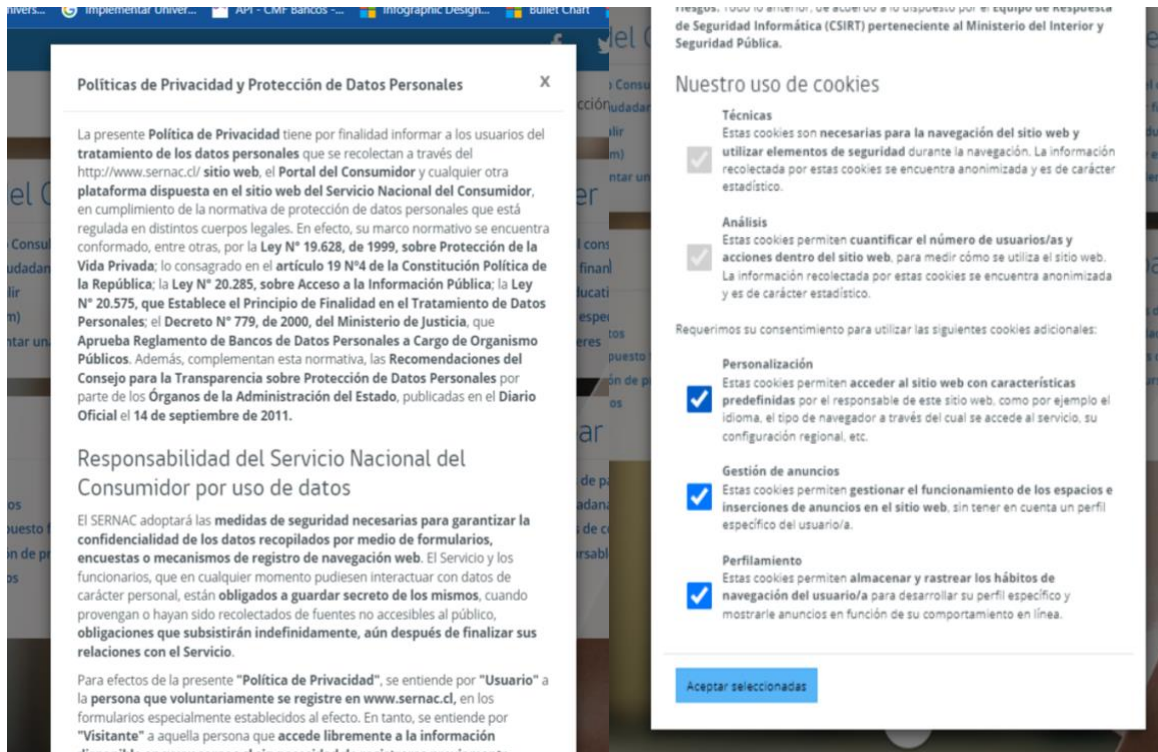 Implementar Univer...
API - CMF Bancos -...
Infographic Design...
Bullet Chart
Políticas de Privacidad y Protección de Datos Personales X
La presente Política de Privacidad tiene por finalidad informar a los usuarios del
tratamiento de los datos personales que se recolectan a través del
http://www.sernac.cl/ sitio web, el Portal del Consumidor y cualquier otra
plataforma dispuesta en el sitio web del Servicio Nacional del Consumidor,
en cumplimiento de la normativa de protección de datos personales que está
regulada en distintos cuerpos legales. En efecto, su marco normativo se encuentra
conformado, entre otras, por la Ley N° 19.628, de 1999, sobre Protección de la
Vida Privada; lo consagrado en el artículo 19 N°4 de la Constitución Política de
la República; la Ley N° 20.285, sobre Acceso a la Información Pública; la Ley
N° 20.575, que Establece el Principio de Finalidad en el Tratamiento de Datos
Personales; el Decreto N° 779, de 2000, del Ministerio de Justicia, que
Aprueba Reglamento de Bancos de Datos Personales a Cargo de Organismo
Públicos. Además, complementan esta normativa, las Recomendaciones del
Consejo para la Transparencia sobre Protección de Datos Personales por
parte de los Órganos de la Administración del Estado, publicadas en el Diario
Oficial el 14 de septiembre de 2011.
Responsabilidad del Servicio Nacional del
Consumidor por uso de datos
El SERNAC adoptará las medidas de seguridad necesarias para garantizar la
confidencialidad de los datos recopilados por medio de formularios,
encuestas o mecanismos de registro de navegación web. El Servicio y los
funcionarios, que en cualquier momento pudiesen interactuar con datos de
carácter personal, están obligados a guardar secreto de los mismos, cuando
provengan o hayan sido recolectados de fuentes no accesibles al público,
obligaciones que subsistirán indefinidamente, aún después de finalizar sus
relaciones con el Servicio.
Para efectos de la presente "Política de Privacidad", se entiende por "Usuario" a
la persona que voluntariamente se registre en www.sernac.cl, en los
formularios especialmente establecidos al efecto. En tanto, se entiende por
"Visitante" a aquella persona que accede libremente a la información
riesgos. Todo lo anterior, de acuerdo a lo dispuesto por el Equipo de Respuesta
de Seguridad Informática (CSIRT) perteneciente al Ministerio del Interior y
Seguridad Pública.
Nuestro uso de cookies
Técnicas
Estas cookies son necesarias para la navegación del sitio web y
utilizar elementos de seguridad durante la navegación. La información
recolectada por estas cookies se encuentra anonimizada y es de carácter
estadístico.
Análisis
Estas cookies permiten cuantificar el número de usuarios/as y
acciones dentro del sitio web, para medir cómo se utiliza el sitio web.
La información recolectada por estas cookies se encuentra anonimizada
y es de carácter estadístico.
Requerimos su consentimiento para utilizar las siguientes cookies adicionales:
Personalización
Estas cookies permiten acceder al sitio web con características
predefinidas por el responsable de este sitio web, como por ejemplo el
idioma, el tipo de navegador a través del cual se accede al servicio, su
configuración regional, etc.
Gestión de anuncios
Estas cookies permiten gestionar el funcionamiento de los espacios e
inserciones de anuncios en el sitio web, sin tener en cuenta un perfil
específico del usuario/a.
Perfilamiento
Estas cookies permiten almacenar y rastrear los hábitos de
navegación del usuario/a para desarrollar su perfil específico y
mostrarle anuncios en función de su comportamiento en línea.
Aceptar seleccionadas